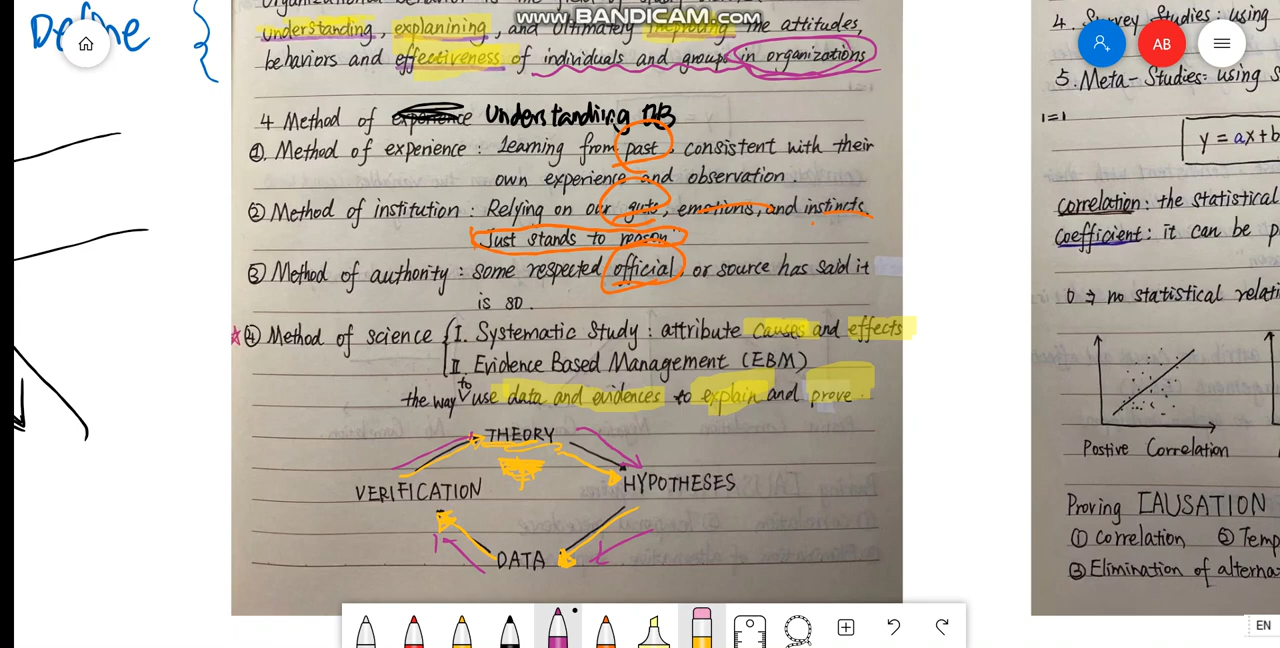 www.BANDICAM.com
Define
understanding, explanining, and ultimately improving the attitudes,
behaviors and effectiveness of individuals and groups in organizations
4 Method of experience Understanding OB
① Method of experience : Learning from past, consistent with their
own experience and observation.
② Method of institution : Relying on our guts, emotions, and instincts.
"Just stands to reason"
③ Method of authority : some respected official, or source has said it
is so.
④ Method of science { I. Systematic Study : attribute causes and effects
II. Evidence Based Management (EBM)
the way to use data and evidences to explain and prove.
THEORY
VERIFICATION
HYPOTHESES
DATA
4. Survey Studies: using
5. Meta-Studies: using s
1=1
y = ax+b
correlation: the statistical
coefficient: it can be p
0 ⇒ no statistical relati
Postive Correlation
Proving CAUSATION
① correlation ② Temp
③ Elimination of alterna
AB
EN